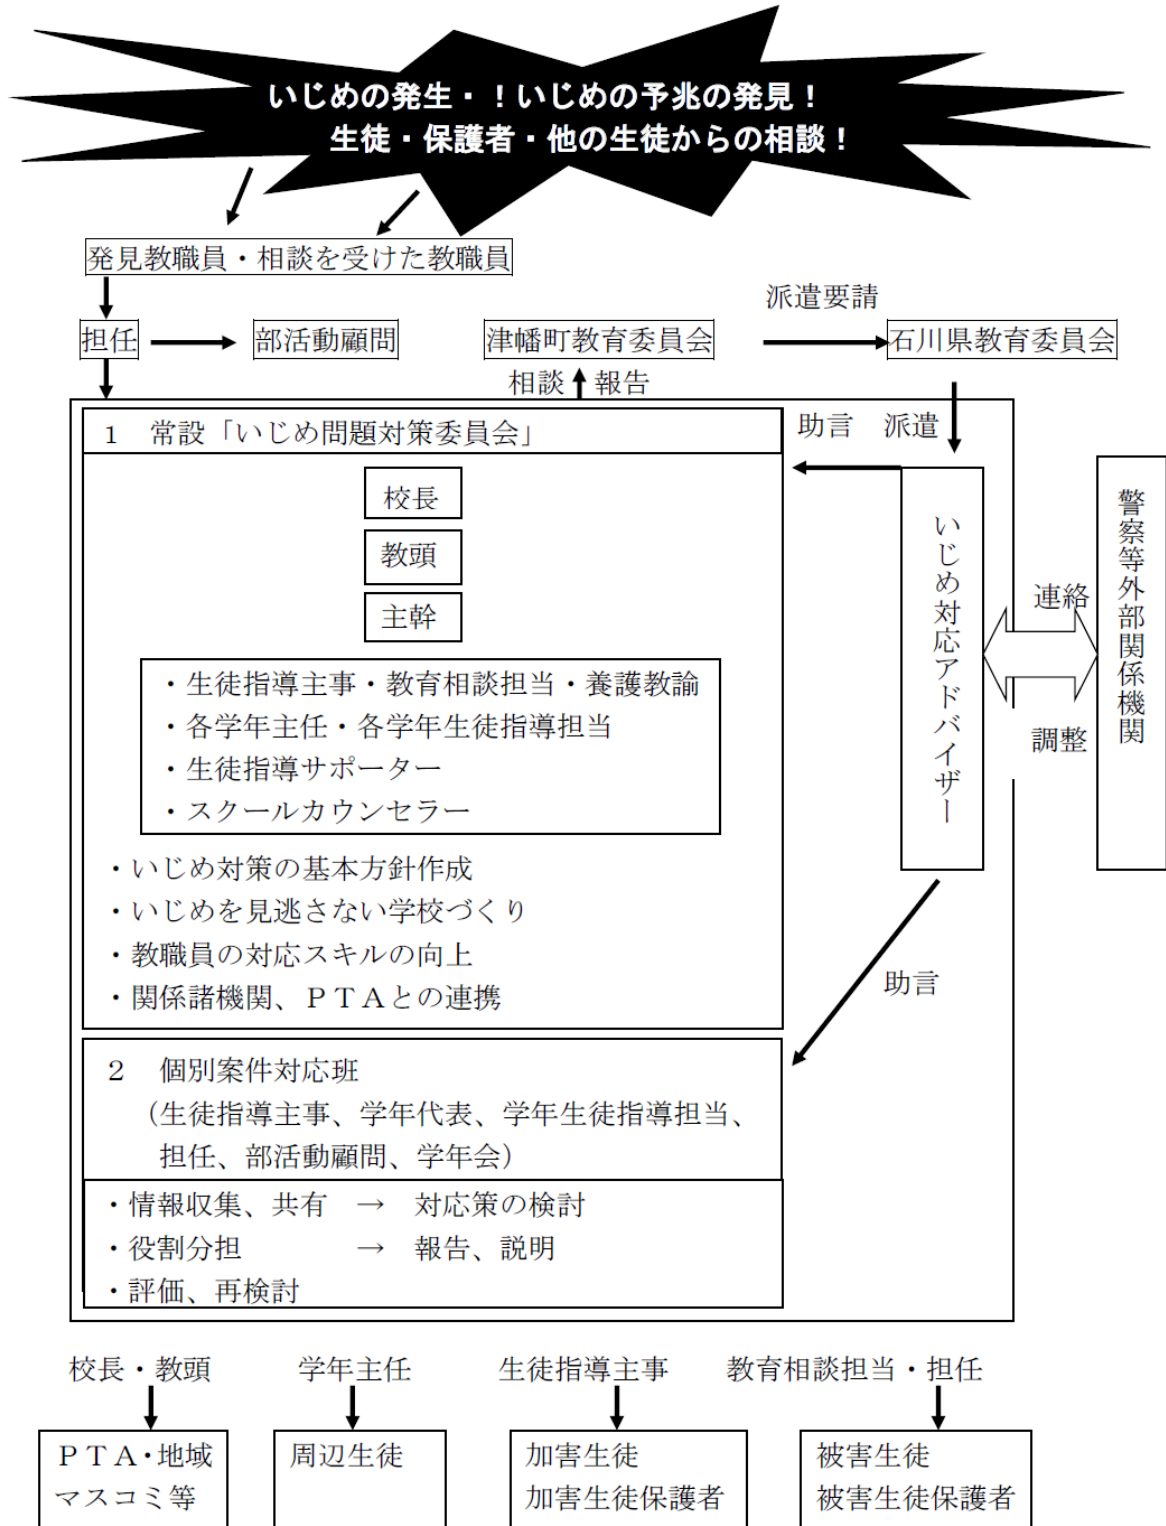 いじめの発生・！いじめの予兆の発見！
生徒・保護者・他の生徒からの相談！
発見教職員・相談を受けた教職員
派遣要請
担任
部活動顧問
津幡町教育委員会
石川県教育委員会
相談
報告
1　常設「いじめ問題対策委員会」
助言　派遣
校長
教頭
主幹
・生徒指導主事・教育相談担当・養護教諭
・各学年主任・各学年生徒指導担当
・生徒指導サポーター
・スクールカウンセラー
・いじめ対策の基本方針作成
・いじめを見逃さない学校づくり
・教職員の対応スキルの向上
・関係諸機関、ＰＴＡとの連携
いじめ対応アドバイザー
連絡
調整
警察等外部関係機関
助言
2　個別案件対応班
（生徒指導主事、学年代表、学年生徒指導担当、
担任、部活動顧問、学年会）
・情報収集、共有　→　対応策の検討
・役割分担　　　　→　報告、説明
・評価、再検討
校長・教頭
学年主任
生徒指導主事
教育相談担当・担任
ＰＴＡ・地域
マスコミ等
周辺生徒
加害生徒
加害生徒保護者
被害生徒
被害生徒保護者